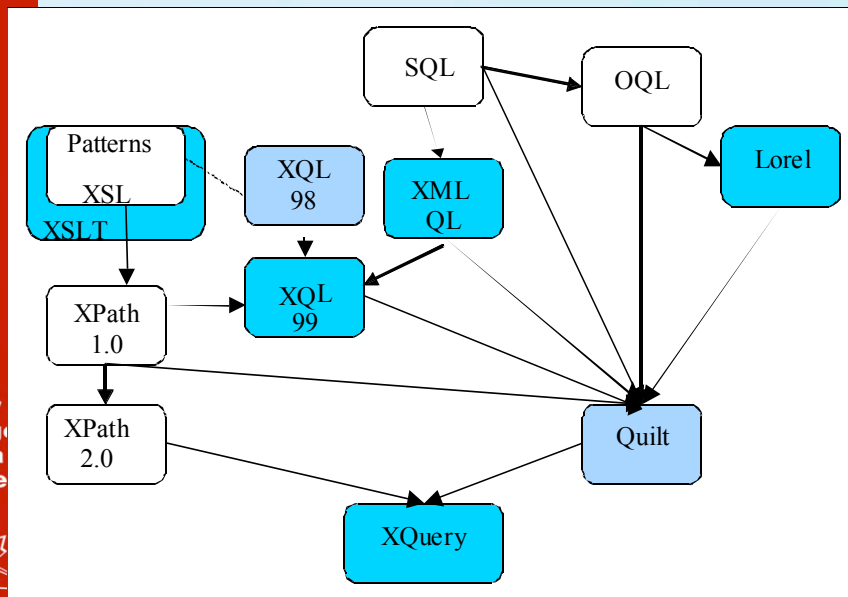 SQL
OQL
Patterns
XSL
XSLT
XQL
98
XML
QL
Lorel
XPath
1.0
XQL
99
XPath
2.0
Quilt
XQuery